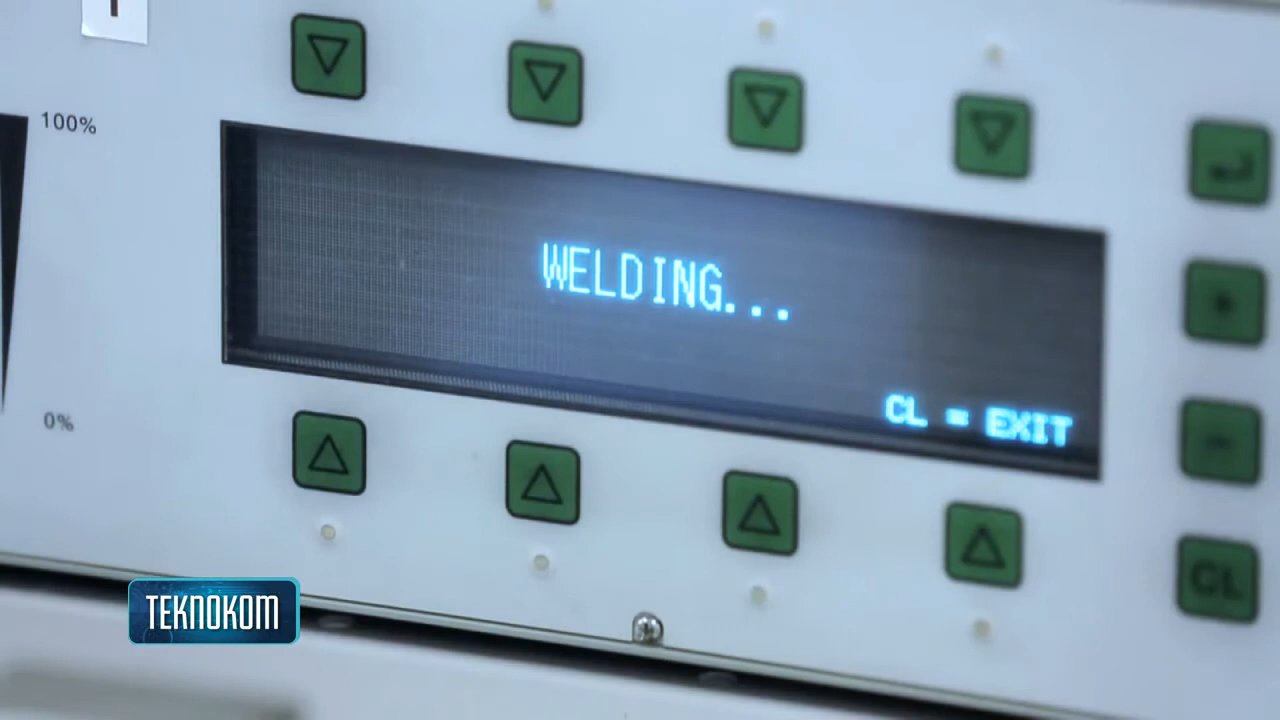 100%
WELDING...
CL = EXIT
0%
CL
TEKNOKOM